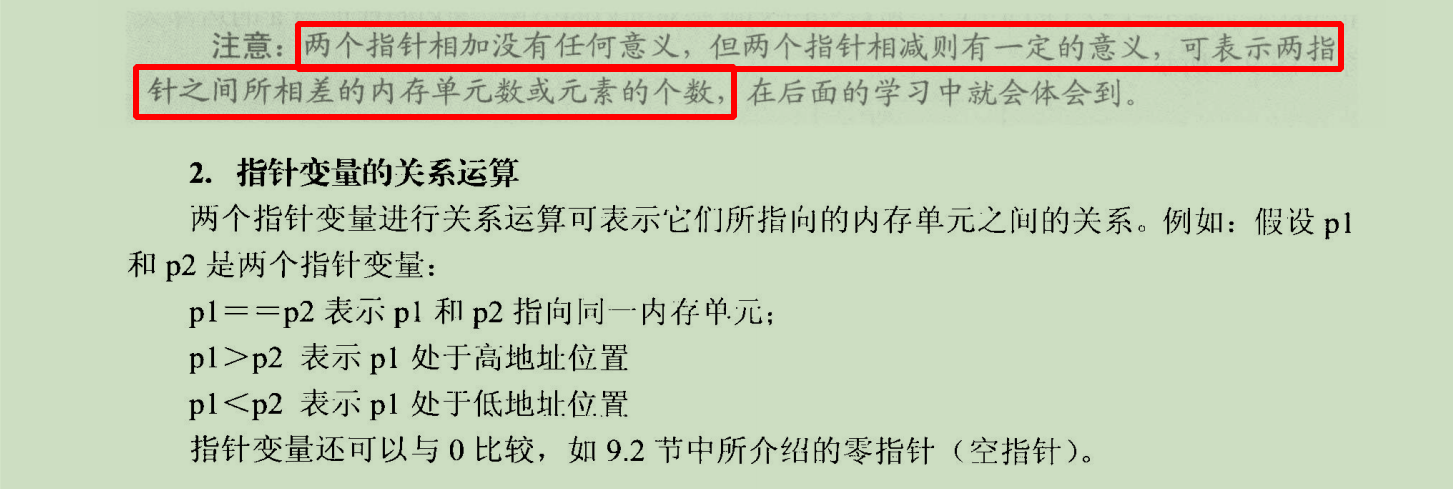 注意：两个指针相加没有任何意义，但两个指针相减则有一定的意义，可表示两指
针之间所相差的内存单元数或元素的个数，在后面的学习中就会体会到。
2. 指针变量的关系运算
两个指针变量进行关系运算可表示它们所指向的内存单元之间的关系。例如：假设 p1
和 p2 是两个指针变量：
p1＝＝p2 表示 p1 和 p2 指向同一内存单元；
p1＞p2 表示 p1 处于高地址位置
p1＜p2 表示 p1 处于低地址位置
指针变量还可以与 0 比较，如 9.2 节中所介绍的零指针（空指针）。